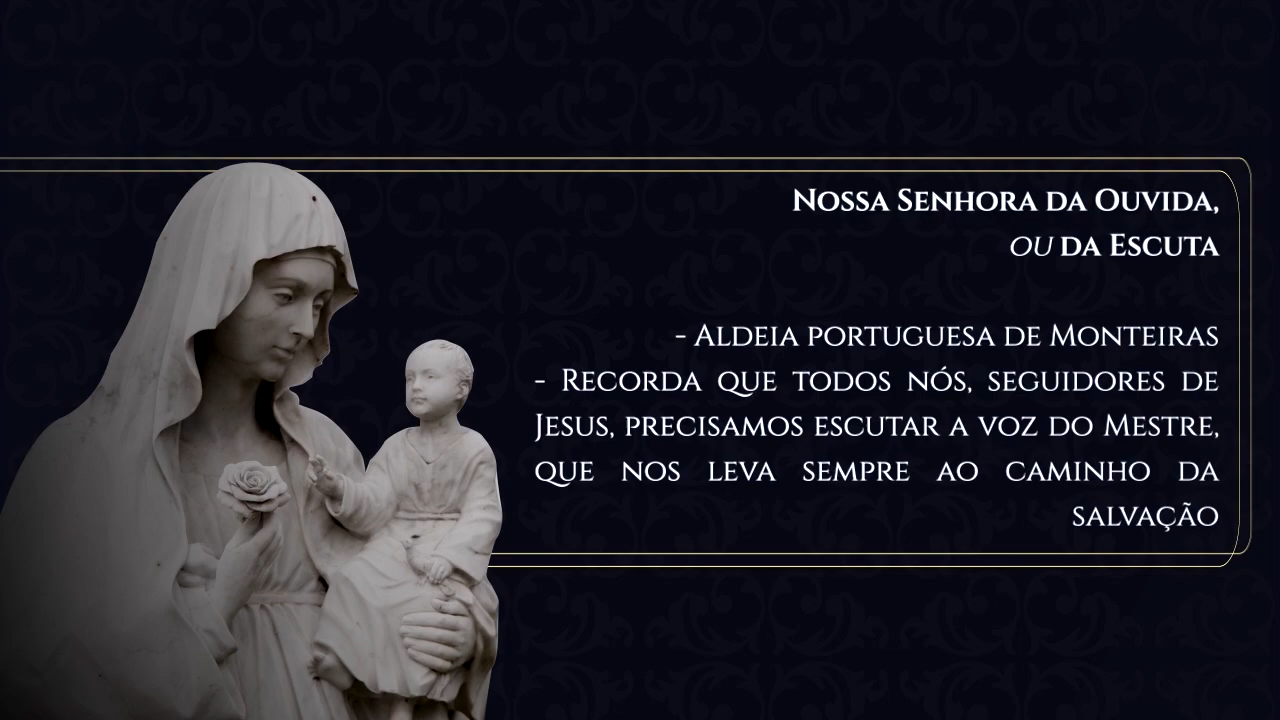 Nossa Senhora da Ouvida,
ou da Escuta
- Aldeia portuguesa de Monteiras
- Recorda que todos nós, seguidores de
Jesus, precisamos escutar a voz do Mestre,
que nos leva sempre ao caminho da
salvação